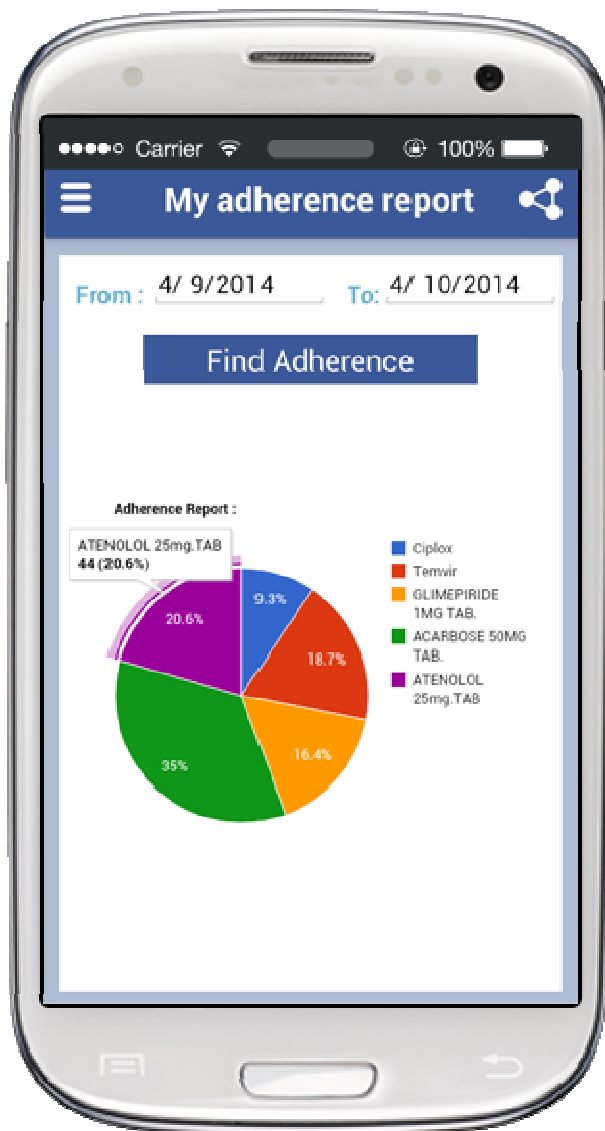 Carrier 100%
My adherence report
From : 4/ 9/2014 To: 4/ 10/2014
Find Adherence
Adherence Report :
ATENOLOL 25mg.TAB
44 (20.6%)
9.3%
20.6%
18.7%
16.4%
35%
Ciplox
Temvir
GLIMEPIRIDE
1MG TAB.
ACARBOSE 50MG
TAB.
ATENOLOL
25mg.TAB